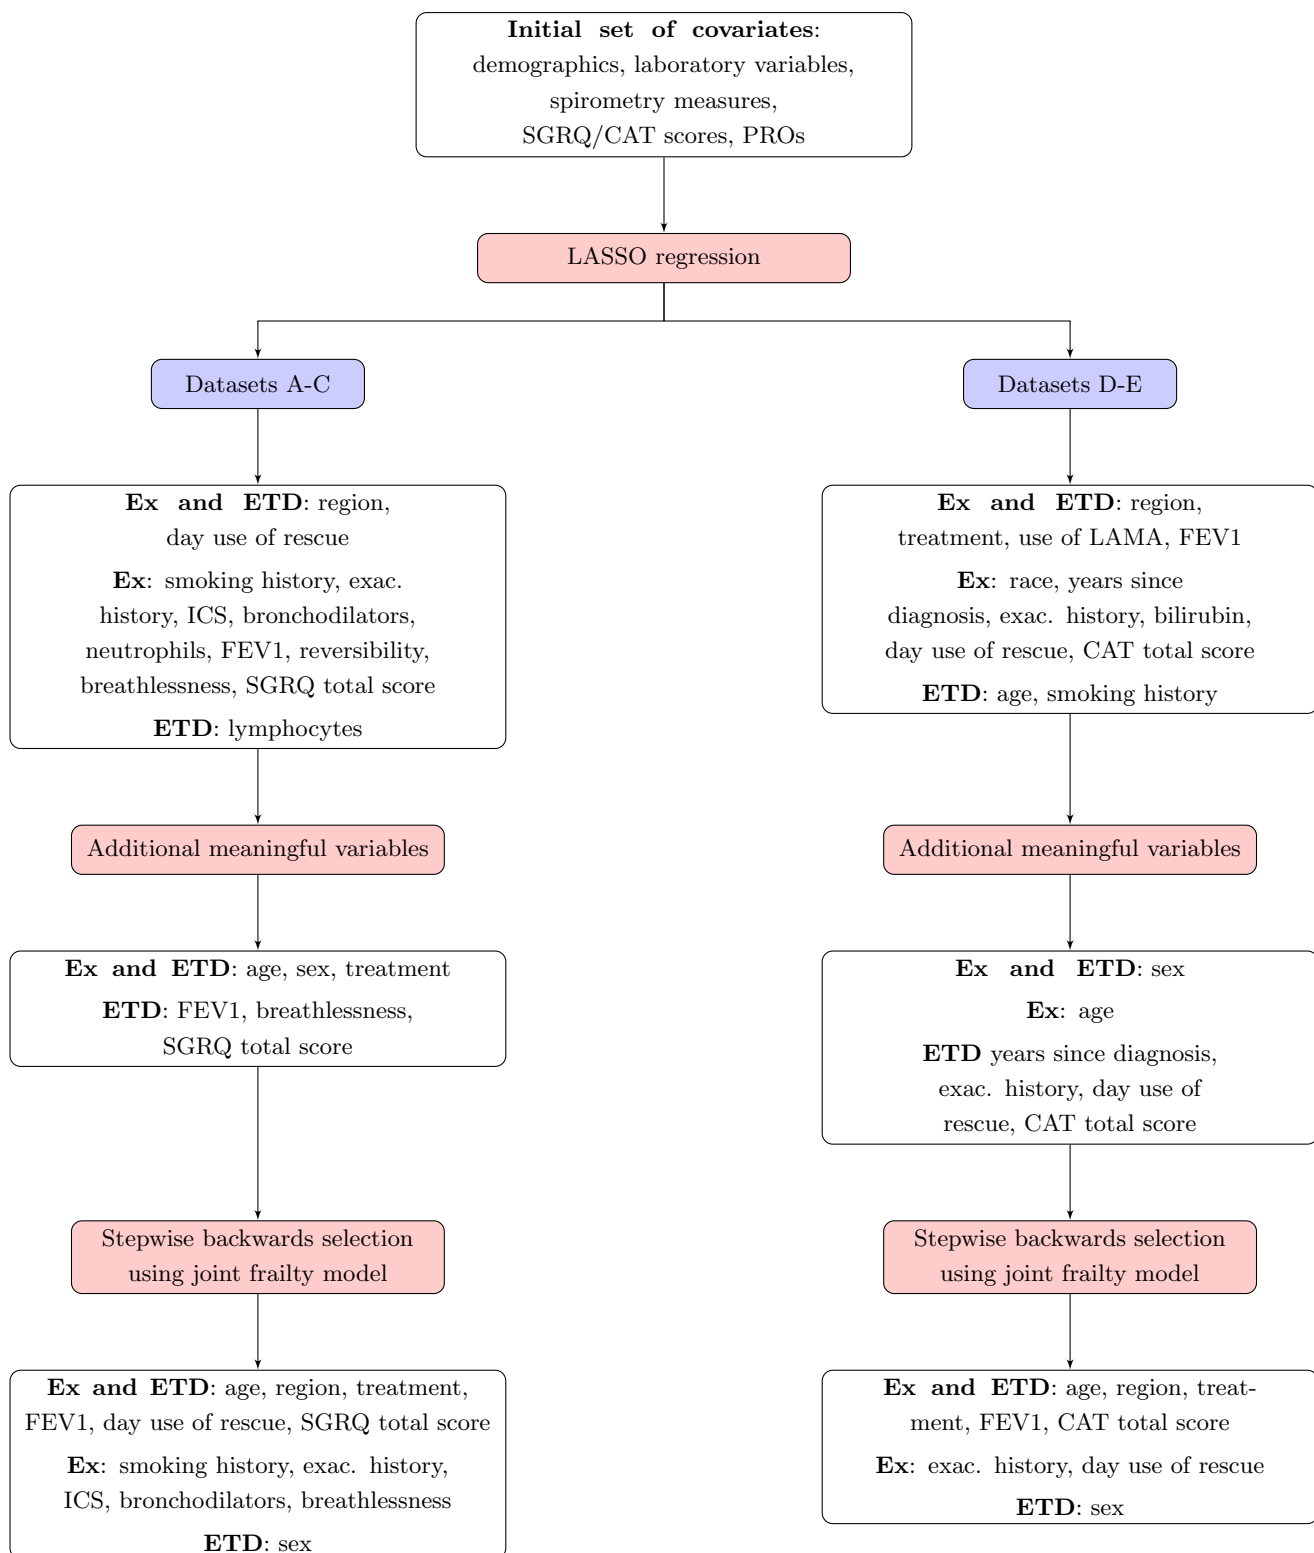 Initial set of covariates:
demographics, laboratory variables,
spirometry measures,
SGRQ/CAT scores, PROs
LASSO regression
Datasets A-C
Datasets D-E
Ex and ETD: region,
day use of rescue
Ex: smoking history, exac.
history, ICS, bronchodilators,
neutrophils, FEV1, reversibility,
breathlessness, SGRQ total score
ETD: lymphocytes
Ex and ETD: region,
treatment, use of LAMA, FEV1
Ex: race, years since
diagnosis, exac. history, bilirubin,
day use of rescue, CAT total score
ETD: age, smoking history
Additional meaningful variables
Additional meaningful variables
Ex and ETD: age, sex, treatment
ETD: FEV1, breathlessness,
SGRQ total score
Ex and ETD: sex
Ex: age
ETD years since diagnosis,
exac. history, day use of
rescue, CAT total score
Stepwise backwards selection
using joint frailty model
Stepwise backwards selection
using joint frailty model
Ex and ETD: age, region, treatment,
FEV1, day use of rescue, SGRQ total score
Ex: smoking history, exac. history,
ICS, bronchodilators, breathlessness
ETD: sex
Ex and ETD: age, region, treat-
ment, FEV1, CAT total score
Ex: exac. history, day use of rescue
ETD: sex